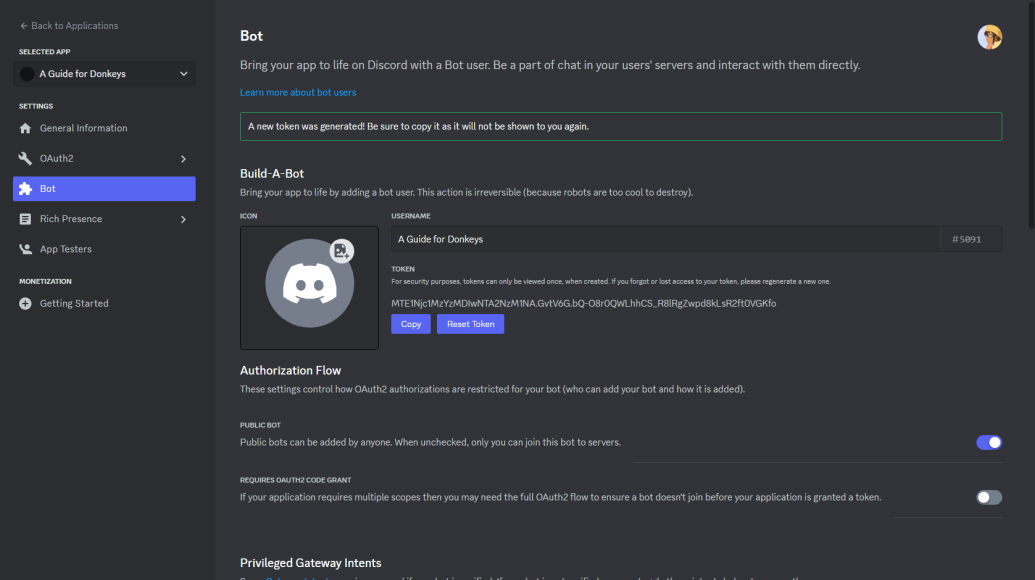 Back to Applications
SELECTED APP
A Guide for Donkeys
SETTINGS
General Information
OAuth2
Bot
Rich Presence
App Testers
MONETIZATION
Getting Started
Bot
Bring your app to life on Discord with a Bot user. Be a part of chat in your users' servers and interact with them directly.
Learn more about bot users
A new token was generated! Be sure to copy it as it will not be shown to you again.
Build-A-Bot
Bring your app to life by adding a bot user. This action is irreversible (because robots are too cool to destroy).
ICON
USERNAME
A Guide for Donkeys
#5091
TOKEN
For security purposes, tokens can only be viewed once, when created. If you forgot or lost access to your token, please regenerate a new one.
Copy
Reset Token
Authorization Flow
These settings control how OAuth2 authorizations are restricted for your bot (who can add your bot and how it is added).
PUBLIC BOT
Public bots can be added by anyone. When unchecked, only you can join this bot to servers.
REQUIRES OAUTH2 CODE GRANT
If your application requires multiple scopes then you may need the full OAuth2 flow to ensure a bot doesn't join before your application is granted a token.
Privileged Gateway Intents